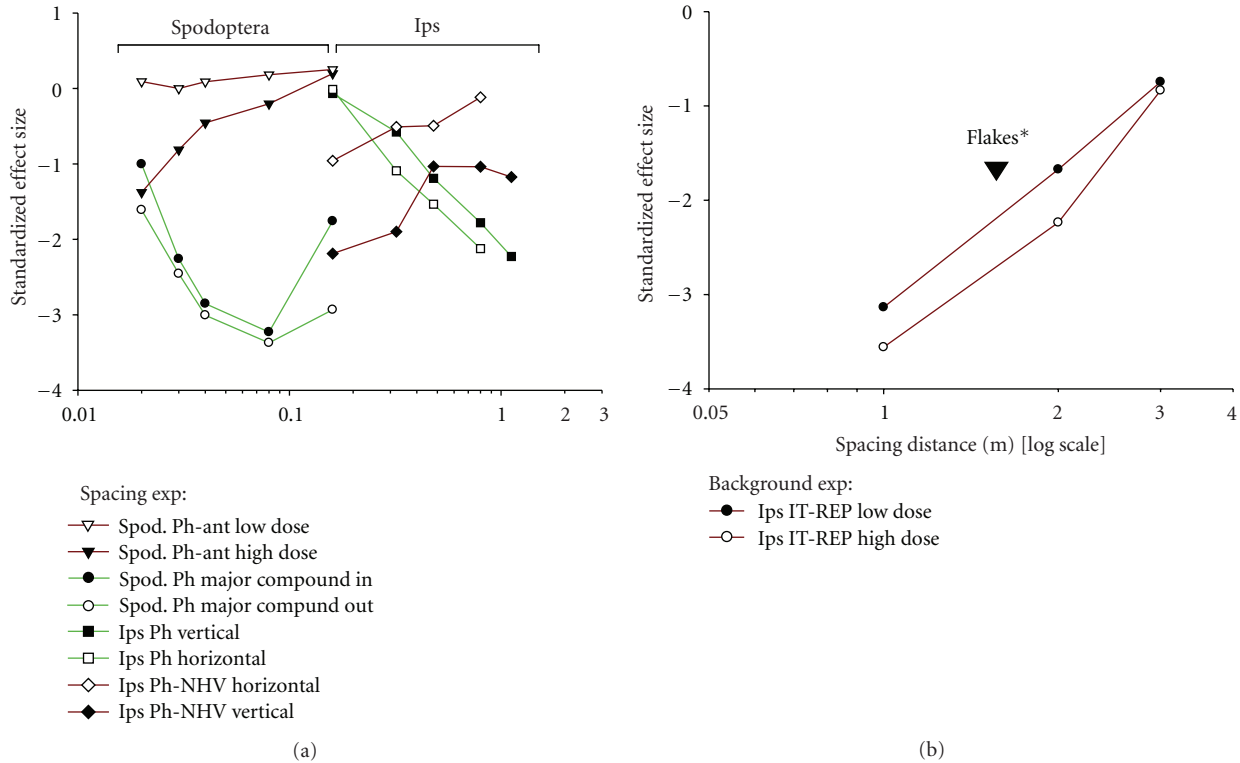 Spodoptera
Ips
Standardized effect size
1
0
−1
−2
−3
−4
0.01
0.1
1
2
3
Spacing exp:
Spod. Ph-ant low dose
Spod. Ph-ant high dose
Spod. Ph major compound in
Spod. Ph major compund out
Ips Ph vertical
Ips Ph horizontal
Ips Ph-NHV horizontal
Ips Ph-NHV vertical
(a)
Standardized effect size
0
−1
−2
−3
−4
Flakes*
0.05
1
2
3
4
Spacing distance (m) [log scale]
Background exp:
Ips IT-REP low dose
Ips IT-REP high dose
(b)